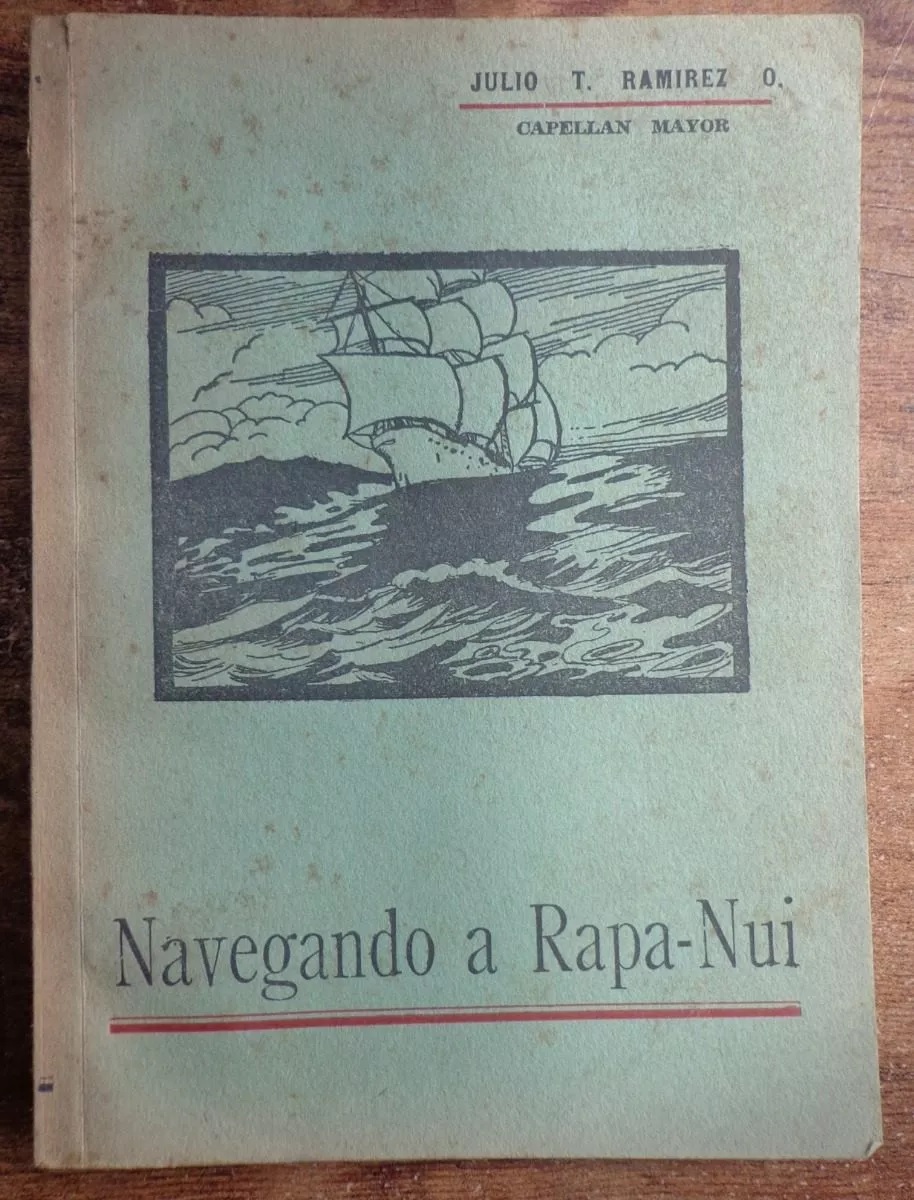 JULIO T. RAMIREZ O.
CAPELLAN MAYOR
Navegando a Rapa-Nui